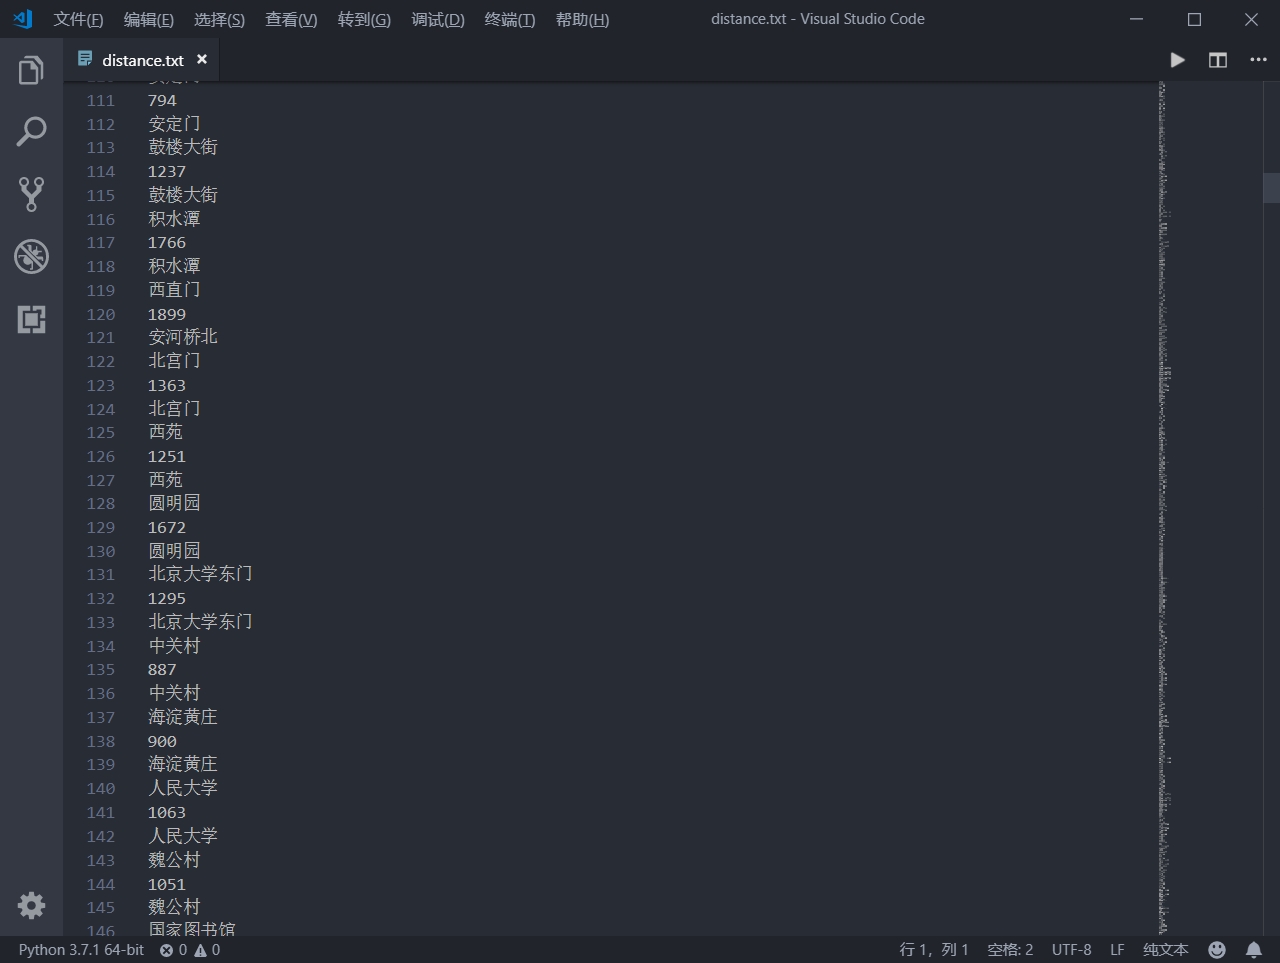 文件(F) 编辑(E) 选择(S) 查看(V) 转到(G) 调试(D) 终端(T) 帮助(H) distance.txt - Visual Studio Code
distance.txt
111 794
112 安定门
113 鼓楼大街
114 1237
115 鼓楼大街
116 积水潭
117 1766
118 积水潭
119 西直门
120 1899
121 安河桥北
122 北宫门
123 1363
124 北宫门
125 西苑
126 1251
127 西苑
128 圆明园
129 1672
130 圆明园
131 北京大学东门
132 1295
133 北京大学东门
134 中关村
135 887
136 中关村
137 海淀黄庄
138 900
139 海淀黄庄
140 人民大学
141 1063
142 人民大学
143 魏公村
144 1051
145 魏公村
146 国家图书馆
Python 3.7.1 64-bit 0 0 行 1，列 1 空格: 2 UTF-8 LF 纯文本